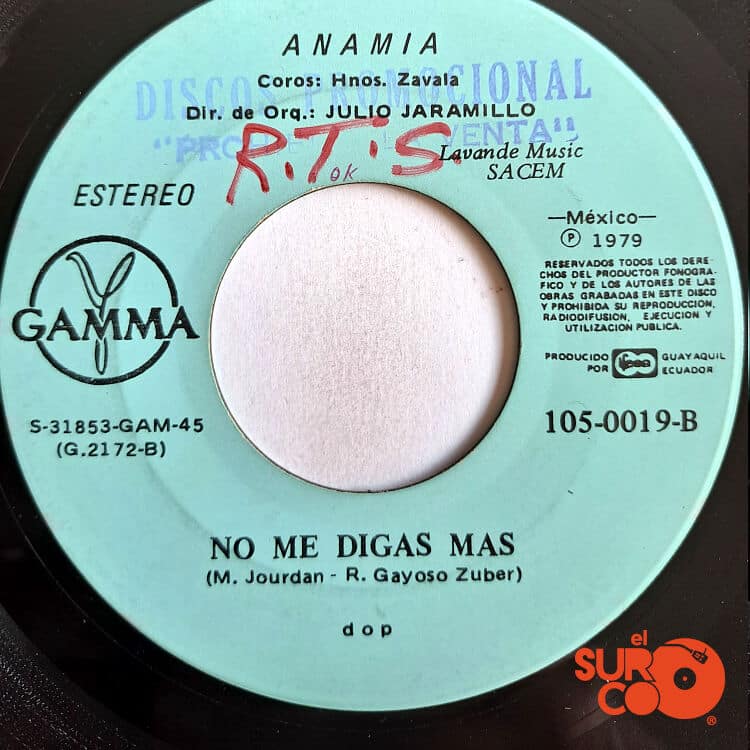 ANAMIA
Coros: Hnos. Zavala
DISCOS PROMOCIONAL
Dir. de Orq.: JULIO JARAMILLO
VENTA"
R.T.S.
OK
Lavande Music
SACEM
ESTEREO
—México—
Ⓟ 1979
RESERVADOS TODOS LOS DERE-
CHOS DEL PRODUCTOR FONOGRA-
FICO Y DE LOS AUTORES DE LAS
OBRAS GRABADAS EN ESTE DISCO
Y PROHIBIDA SU REPRODUCCION,
RADIODIFUSION, EJECUCION Y
UTILIZACION PUBLICA.
GAMMA
PRODUCIDO
POR
GUAYAQUIL
ECUADOR
S-31853-GAM-45
(G.2172-B)
105-0019-B
NO ME DIGAS MAS
(M. Jourdan - R. Gayoso Zuber)
dop
el
SURCO
®